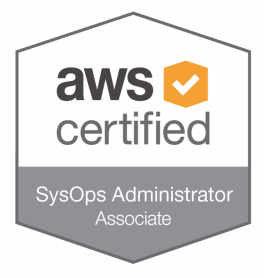 aws
certified
SysOps Administrator
Associate